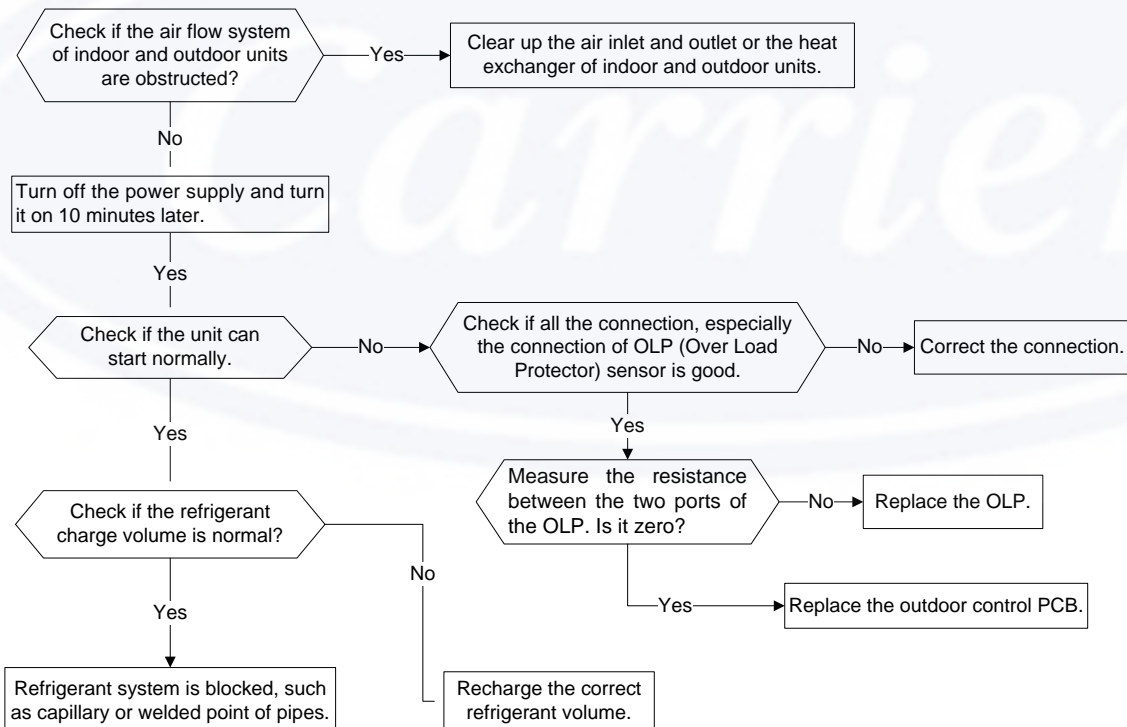 Check if the air flow system
of indoor and outdoor units
are obstructed?
Yes
Clear up the air inlet and outlet or the heat
exchanger of indoor and outdoor units.
No
Turn off the power supply and turn
it on 10 minutes later.
Yes
Check if the unit can
start normally.
No
Check if all the connection, especially
the connection of OLP (Over Load
Protector) sensor is good.
No
Correct the connection.
Yes
Yes
Measure the resistance
between the two ports of
the OLP. Is it zero?
No
Replace the OLP.
Check if the refrigerant
charge volume is normal?
No
Yes
Yes
Replace the outdoor control PCB.
Refrigerant system is blocked, such
as capillary or welded point of pipes.
Recharge the correct
refrigerant volume.
Carrier